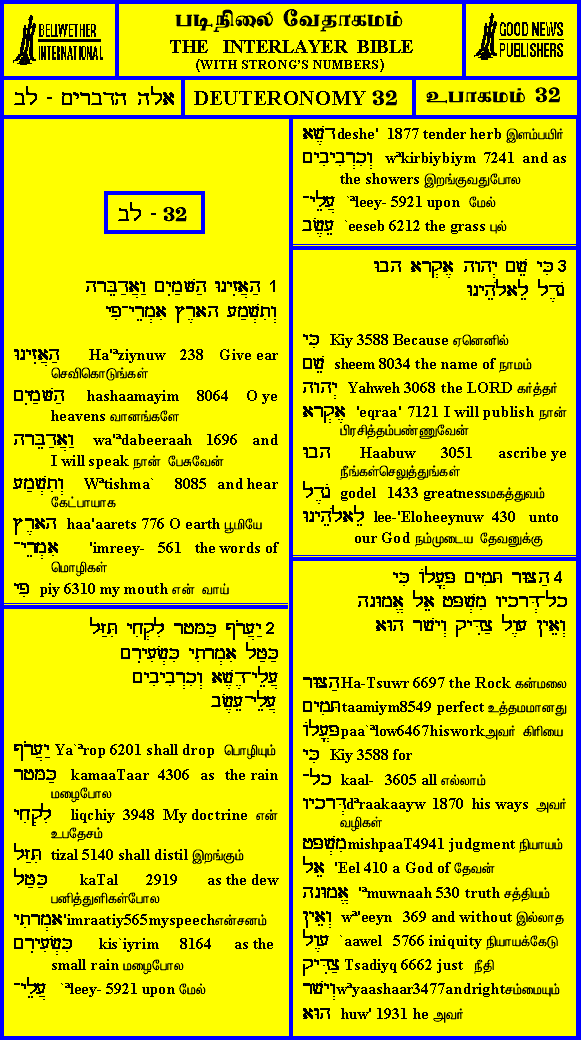 BELLWETHER
INTERNATIONAL
படிநிலை வேதாகமம்
THE INTERLAYER BIBLE
(WITH STRONG'S NUMBERS)
GOOD NEWS
PUBLISHERS
אלה הדברים - לב
DEUTERONOMY 32
உபாகமம் 32
לב - 32
1 הַאֲזִינוּ הַשָּׁמַיִם וַאֲדַבֵּרָה
וְתִשְׁמַע הָאָרֶץ אִמְרֵי־פִי
הַאֲזִינוּ Ha'ªziynuw 238 Give ear
செவிகொடுங்கள்
הַשָּׁמַיִם hashaamayim 8064 O ye
heavens வானங்களே
וַאֲדַבֵּרָה wa'ªdabeeraah 1696 and
I will speak நான் பேசுவேன்
וְתִשְׁמַע Wªtishma` 8085 and hear
கேட்பாயாக
הָאָרֶץ haa'aarets 776 O earth பூமியே
אִמְרֵי־ 'imreey- 561 the words of
மொழிகள்
פִי piy 6310 my mouth என் வாய்
2 יַעֲרֹף כַּמָּטָר לִקְחִי תִּזַּל
כַּטַּל אִמְרָתִי כִּשְׂעִירִם
עֲלֵי־דֶשֶׁא וְכִרְבִיבִים
עֲלֵי־עֵשֶׂב
יַעֲרֹף Ya`ªrop 6201 shall drop பொழியும்
כַּמָּטָר kamaaTaar 4306 as the rain
மழைபோல
לִקְחִי liqchiy 3948 My doctrine என்
உபதேசம்
תִּזַּל tizal 5140 shall distil இறங்கும்
כַּטַּל kaTal 2919 as the dew
பனித்துளிகள்போல
אִמְרָתִי 'imraatiy565myspeechஎன்சனம்
כִּשְׂעִירִם kis`iyrim 8164 as the
small rain மழைபோல
עֲלֵי־ `ªleey- 5921 upon மேல்
דֶשֶׁא deshe' 1877 tender herb இளம்பயிர்
וְכִרְבִיבִים wªkirbiybiym 7241 and as
the showers இறங்குவதுபோல
עֲלֵי־ `ªleey- 5921 upon மேல்
עֵשֶׂב `eeseb 6212 the grass புல்
3 כִּי שֵׁם יְהוָה אֶקְרָא הָבוּ
גֹדֶל לֵאלֹהֵינוּ
כִּי Kiy 3588 Because ஏனெனில்
שֵׁם sheem 8034 the name of நாமம்
יְהוָה Yahweh 3068 the LORD கர்த்தர்
אֶקְרָא 'eqraa' 7121 I will publish நான்
பிரசித்தம்பண்ணுவேன்
הָבוּ Haabuw 3051 ascribe ye
நீங்கள்செலுத்துங்கள்
גֹדֶל godel 1433 greatnessமகத்துவம்
לֵאלֹהֵינוּ lee-'Eloheeynuw 430 unto
our God நம்முடைய தேவனுக்கு
4 הַצּוּר תָּמִים פָּעֳלוֹ כִּי
כָל־דְּרָכָיו מִשְׁפָּט אֵל אֱמוּנָה
וְאֵין עָוֶל צַדִּיק וְיָשָׁר הוּא
הַצּוּר Ha-Tsuwr 6697 the Rock கன்மலை
תָּמִים taamiym8549 perfect உத்தமமானது
פָּעֳלוֹ paa`ªlow6467hisworkஅவர் கிரியை
כִּי Kiy 3588 for
כָל־ kaal- 3605 all எல்லாம்
דְּרָכָיו dªraakaayw 1870 his ways அவர்
வழிகள்
מִשְׁפָּט mishpaaT4941 judgment நியாயம்
אֵל 'Eel 410 a God of தேவன்
אֱמוּנָה 'ªmuwnaah 530 truth சத்தியம்
וְאֵין wª'eeyn 369 and without இல்லாத
עָוֶל `aawel 5766 iniquity நியாயக்கேடு
צַדִּיק Tsadiyq 6662 just நீதி
וְיָשָׁר wªyaashaar3477andrightசம்மையும்
הוּא huw' 1931 he அவர்